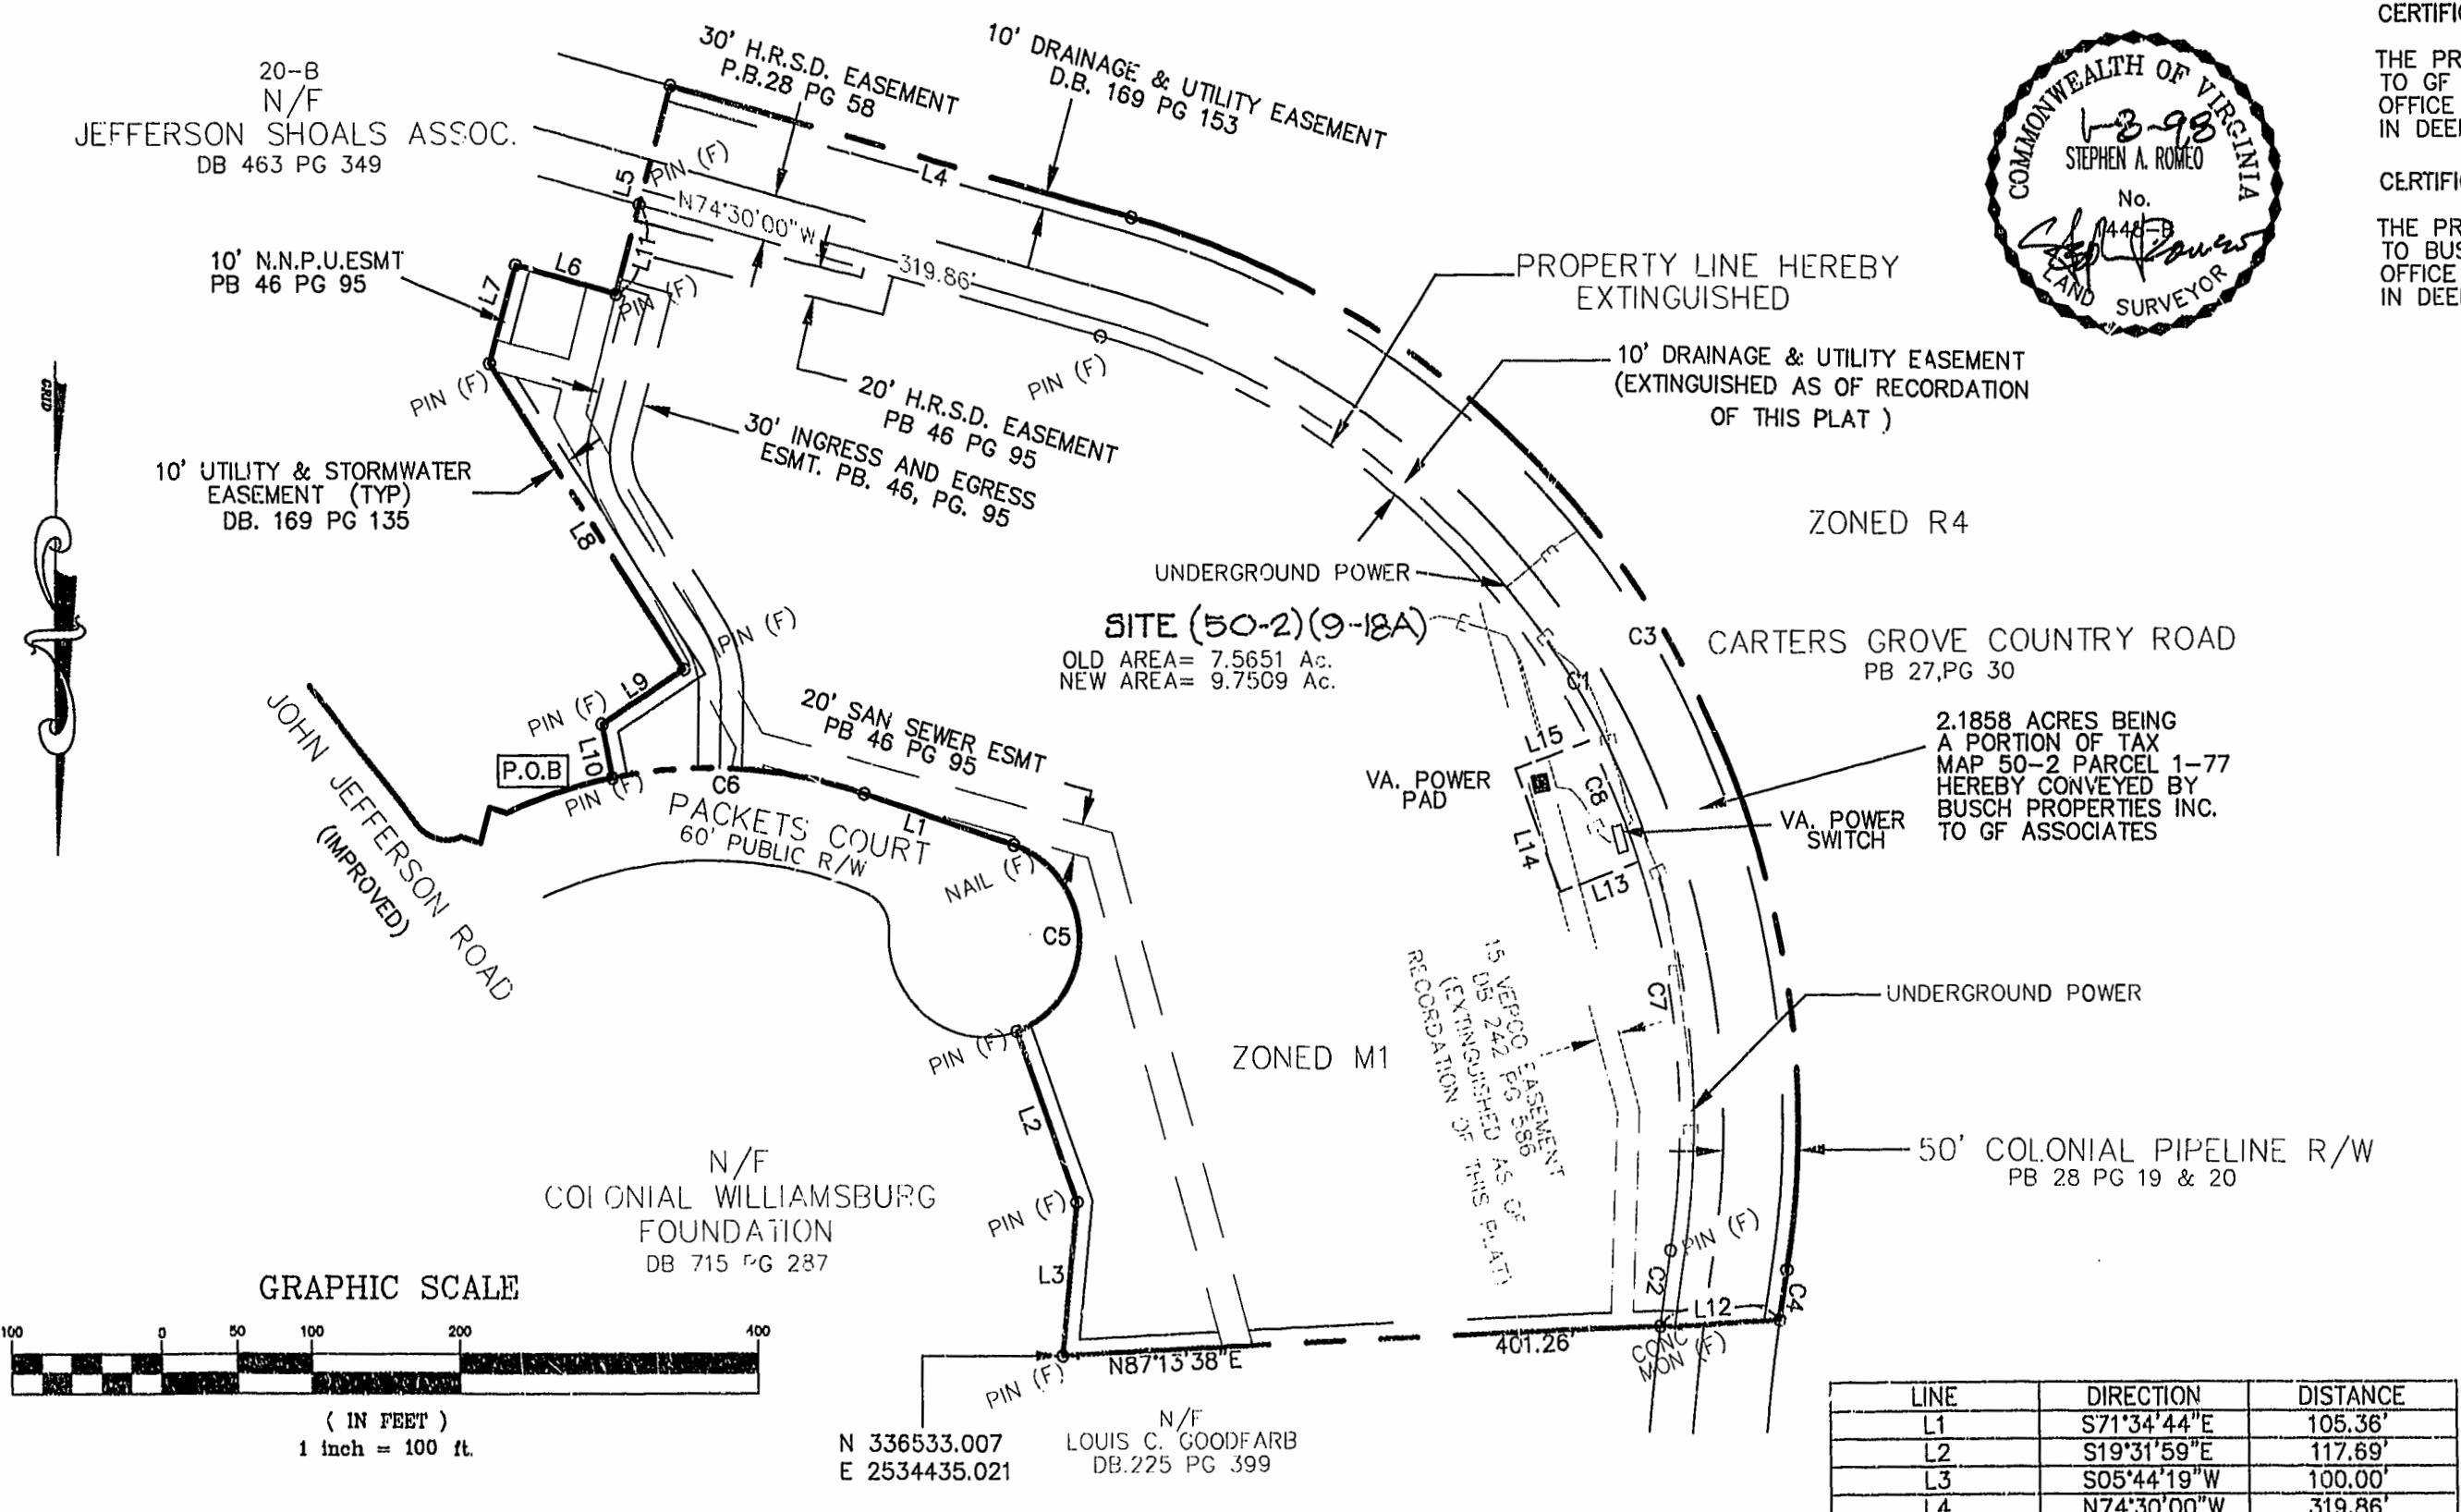 20-B
N/F
JEFFERSON SHOALS ASSOC.
DB 463 PG 349
30' H.R.S.D. EASEMENT
P.B.28 PG 58
10' DRAINAGE & UTILITY EASEMENT
D.B. 169 PG 153
COMMONWEALTH OF VIRGINIA
1-8-98
STEPHEN A. ROMEO
No.
1448-B
LAND SURVEYOR
THE PR
TO GF
OFFICE
THE PR
OFFICE
L5
PIN (F)
N74°30'00"W
319.86'
L4
L11
10' N.N.P.U.ESMT
PB 46 PG 95
L6
L7
PIN (F)
PIN (F)
PIN (F)
PROPERTY LINE HEREBY
EXTINGUISHED
10' DRAINAGE & UTILITY EASEMENT
(EXTINGUISHED AS OF RECORDATION
OF THIS PLAT )
20' H.R.S.D. EASEMENT
PB 46 PG 95
30' INGRESS AND EGRESS
ESMT. PB. 46, PG. 95
GRID
10' UTILITY & STORMWATER
EASEMENT (TYP)
DB. 169 PG 135
L8
ZONED R4
UNDERGROUND POWER
E
SITE (50-2)(9-18A)
OLD AREA= 7.5651 Ac.
NEW AREA= 9.7509 Ac.
E
E
C3
CARTERS GROVE COUNTRY ROAD
PB 27,PG 30
C1
PIN (F)
L9
PIN (F)
L10
P.O.B
PIN (F)
C6
20' SAN SEWER ESMT
PB 46 PG 95
2.1858 ACRES BEING
A PORTION OF TAX
MAP 50-2 PARCEL 1-77
HEREBY CONVEYED BY
BUSCH PROPERTIES INC.
TO GF ASSOCIATES
L15
VA. POWER
PAD
C8
VA. POWER
SWITCH
L14
L13
JOHN JEFFERSON ROAD
(IMPROVED)
PACKETS COURT
60' PUBLIC R/W
L1
NAIL (F)
C5
PIN (F)
ZONED M1
15 VEPCO EASEMENT
DB 242 PG 586
(EXTINGUISHED AS OF
RECORDATION OF THIS PLAT)
C7
UNDERGROUND POWER
L2
50' COLONIAL PIPELINE R/W
PB 28 PG 19 & 20
N/F
COLONIAL WILLIAMSBURG
FOUNDATION
DB 715 PG 287
PIN (F)
L3
PIN (F)
C2
C4
L12
GRAPHIC SCALE
100 0 50 100 200 400
( IN FEET )
1 inch = 100 ft.
PIN (F)
N87°13'38"E
401.26'
CONC
MON (F)
N 336533.007
E 2534435.021
N/F
LOUIS C. GOODFARB
DB.225 PG 399
LINE DIRECTION DISTANCE
L1 S71°34'44"E 105.36'
L2 S19°31'59"E 117.69'
L3 S05°44'19"W 100.00'
L4 N74°30'00"W 319.86'